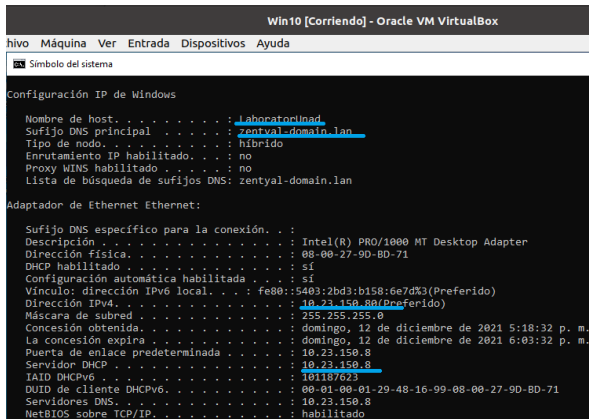 Win10 [Corriendo] - Oracle VM VirtualBox
hivo Máquina Ver Entrada Dispositivos Ayuda
Símbolo del sistema
Configuración IP de Windows
Nombre de host. . . . . . . . . : LaboratorUnad
Sufijo DNS principal . . . . . : zentyal-domain.lan
Tipo de nodo. . . . . . . . . . : híbrido
Enrutamiento IP habilitado. . . : no
Proxy WINS habilitado . . . . . : no
Lista de búsqueda de sufijos DNS: zentyal-domain.lan
Adaptador de Ethernet Ethernet:
Sufijo DNS específico para la conexión. . :
Descripción . . . . . . . . . . . . . . . : Intel(R) PRO/1000 MT Desktop Adapter
Dirección física. . . . . . . . . . . . . : 08-00-27-9D-BD-71
DHCP habilitado . . . . . . . . . . . . . : sí
Configuración automática habilitada . . . : sí
Vínculo: dirección IPv6 local. . . : fe80::5403:2bd3:b158:6e7d%3(Preferido)
Dirección IPv4. . . . . . . . . . . . . . : 10.23.150.80(Preferido)
Máscara de subred . . . . . . . . . . . . : 255.255.255.0
Concesión obtenida. . . . . . . . . . . . : domingo, 12 de diciembre de 2021 5:18:32 p. m.
La concesión expira . . . . . . . . . . . : domingo, 12 de diciembre de 2021 6:03:32 p. m.
Puerta de enlace predeterminada . . . . . : 10.23.150.8
Servidor DHCP . . . . . . . . . . . . . . : 10.23.150.8
IAID DHCPv6 . . . . . . . . . . . . . . . : 101187623
DUID de cliente DHCPv6. . . . . . . . . . : 00-01-00-01-29-48-16-99-08-00-27-9D-BD-71
Servidores DNS. . . . . . . . . . . . . . : 10.23.150.8
NetBIOS sobre TCP/IP. . . . . . . . . . . : habilitado